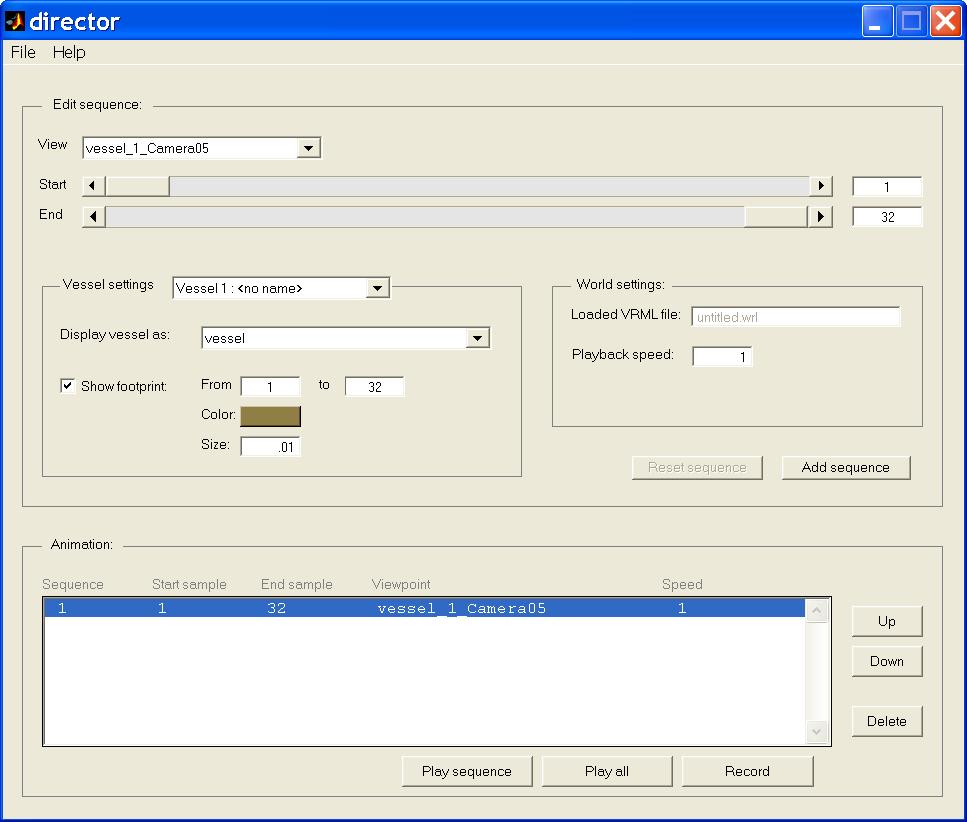 director
File Help
Edit sequence:
View vessel_1_Camera05
Start 1
End 32
Vessel settings Vessel 1 : <no name>
Display vessel as: vessel
Show footprint: From 1 to 32
Color:
Size: .01
World settings:
Loaded VRML file: untitled.wrl
Playback speed: 1
Reset sequence Add sequence
Animation:
Sequence Start sample End sample Viewpoint Speed
1 1 32 vessel_1_Camera05 1
Up
Down
Delete
Play sequence Play all Record